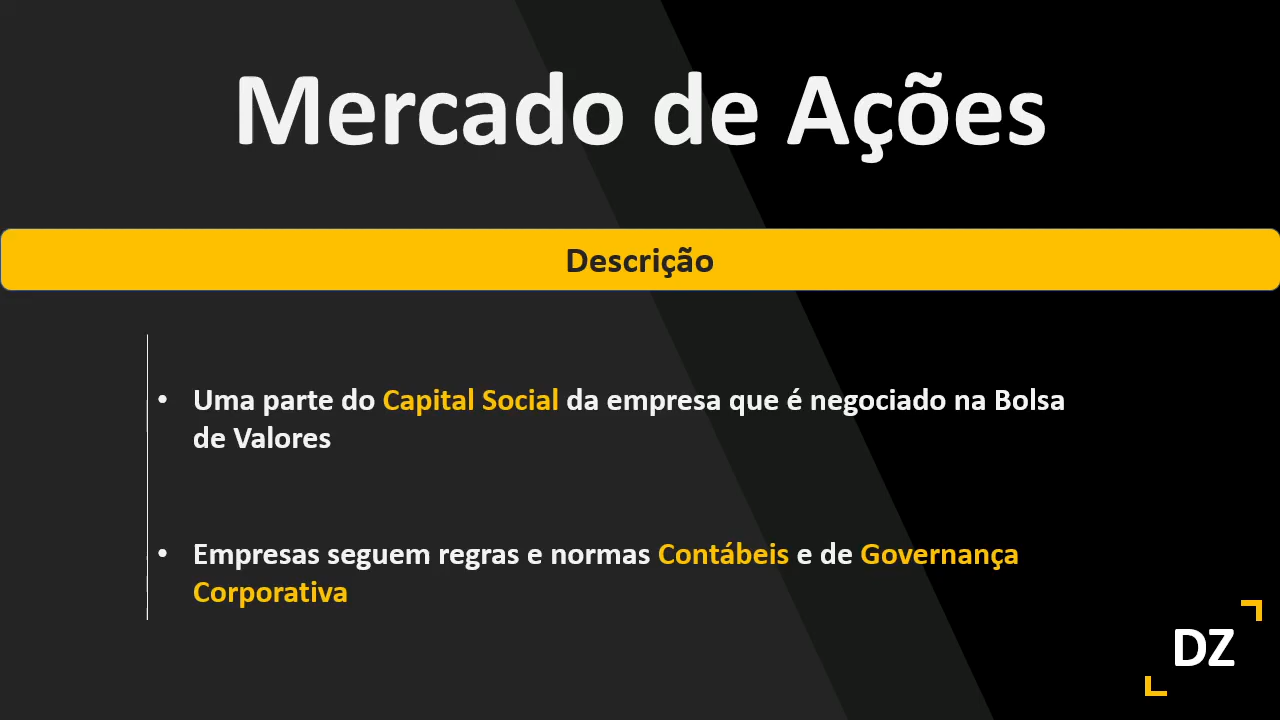 Mercado de Ações
Descrição
• Uma parte do Capital Social da empresa que é negociado na Bolsa
de Valores
• Empresas seguem regras e normas Contábeis e de Governança
Corporativa
DZ